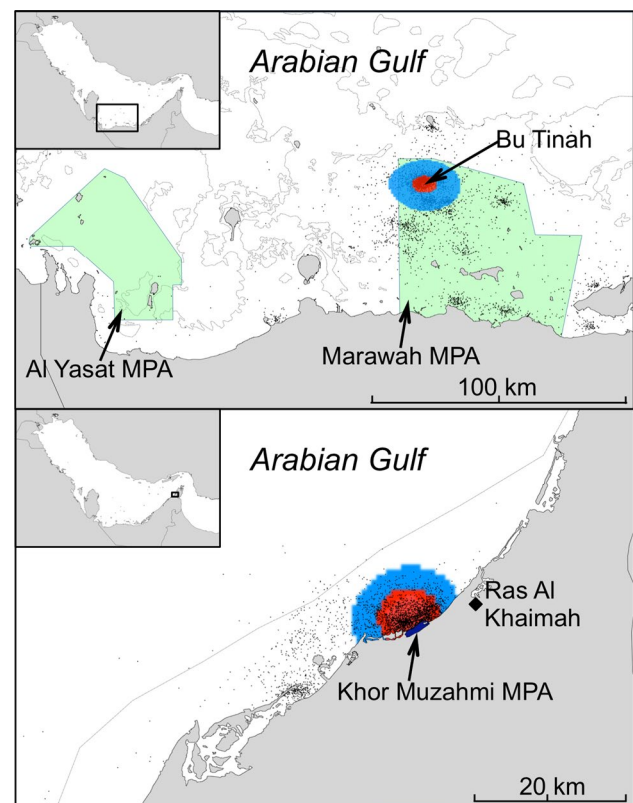 Arabian Gulf
Bu Tinah
Al Yasat MPA
Marawah MPA
100 km
Arabian Gulf
Ras Al
Khaimah
Khor Muzahmi MPA
20 km